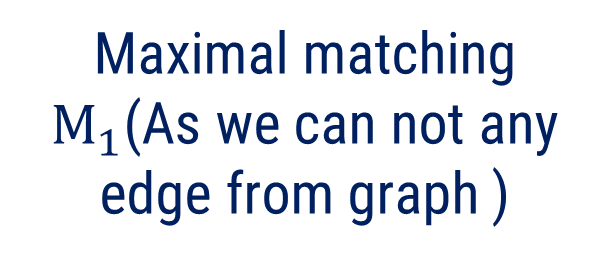 Maximal matching
M₁(As we can not any
edge from graph )